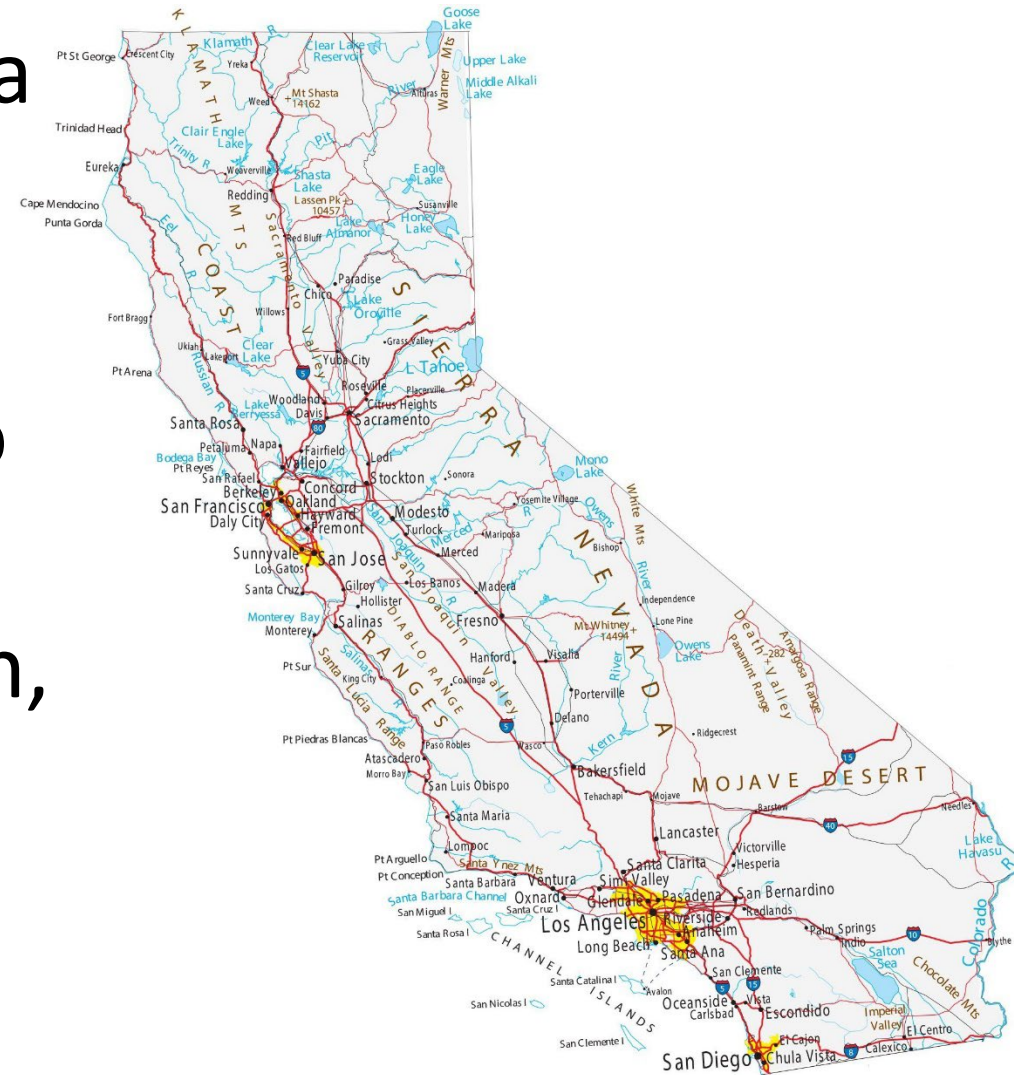 a
o
n,
Goose
Lake
KLAMATH MTS
Klamath R
Clear Lake
Reservoir
Warner Mts
Upper Lake
Middle Alkali
Lake
Pt St George
Crescent City
Yreka
Weed
Mt Shasta
14162
River
Alturas
Trinidad Head
Clair Engle
Lake
Pit
Trinity R
Eureka
Weaverville
Shasta
Lake
Eagle
Lake
Redding
Lassen Pk
10457
Susanville
Cape Mendocino
Punta Gorda
Eel R
Red Bluff
Lake
Almanor
Honey
Lake
COAST
Sacramanto Valley
Paradise
Chico
Lake
Oroville
SIERRA
Fort Bragg
Willows
Ukiah
Lakeport
Clear
Lake
Grass Valley
Yuba City
L Tahoe
Pt Arena
Russian R
5
Roseville
Placerville
Woodland
Citrus Heights
Lake
Berryessa
Davis
Sacramento
Santa Rosa
80
Petaluma
Napa
Fairfield
Bodega Bay
Pt Reyes
Vallejo
Lodi
San Rafael
Concord
Stockton
Sonora
Mono
Lake
Berkeley
Oakland
San Francisco
Hayward
Daly City
Fremont
Modesto
Turlock
Yosemite Village
Merced R
Mariposa
Owens River
White Mts
NEVADA
Bishop
Sunnyvale
San Jose
Los Gatos
San Joaquin R
San Joaquin Valley
Merced
Santa Cruz
Gilroy
Los Banos
Madera
Hollister
Independence
Monterey Bay
Salinas
DIABLO RANGE
Fresno
Mt Whitney
14494
Lone Pine
Monterey
RANGES
Owens
Lake
Death Valley
-282
Panamint Range
Amargosa Range
Pt Sur
Salinas R
Santa Lucia Range
King City
Coalinga
Hanford
Visalia
River
Porterville
5
Delano
Kern
Ridgecrest
Pt Piedras Blancas
Paso Robles
Wasco
Atascadero
15
Morro Bay
Bakersfield
MOJAVE DESERT
San Luis Obispo
Tehachapi
Mojave
Barstow
Needles
Santa Maria
40
Lancaster
Lake
Havasu
Lompoc
Victorville
Hesperia
Pt Arguello
Santa Ynez Mts
Santa Clarita
Pt Conception
Santa Barbara
Ventura
Simi Valley
Santa Barbara Channel
Oxnard
Glendale
Pasadena
San Bernardino
San Miguel I
Santa Cruz I
Redlands
Los Angeles
Riverside
Santa Rosa I
Anaheim
Palm Springs
Indio
10
Blythe
Colorado R
CHANNEL ISLANDS
Long Beach
Santa Ana
Salton
Sea
Chocolate Mts
San Clemente
Santa Catalina I
Avalon
5
15
San Nicolas I
Oceanside
Vista
Carlsbad
Escondido
Imperial
Valley
El Centro
San Clemente I
El Cajon
San Diego
Chula Vista
8
Calexico